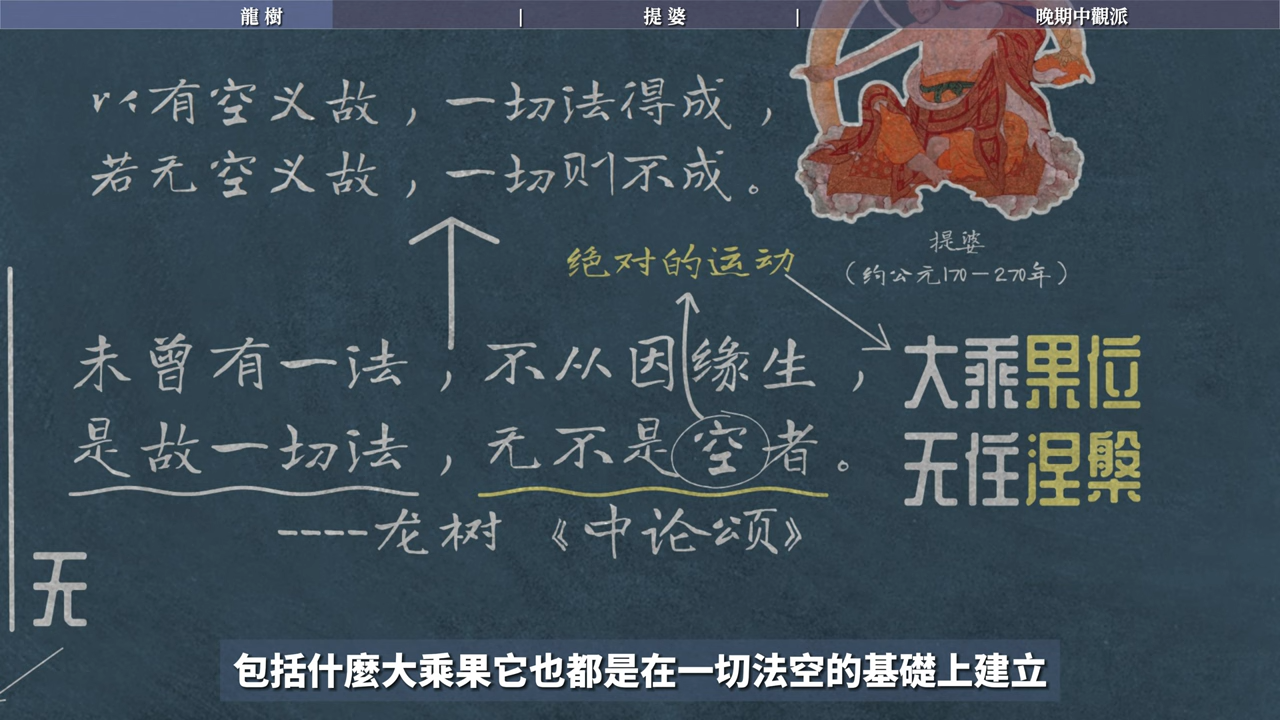 龍樹 | 提婆 | 晚期中觀派
以有空义故，一切法得成，
若无空义故，一切则不成。
提婆
（约公元170－270年）
绝对的运动
未曾有一法，不从因缘生，
是故一切法，无不是空者。
----龙树 《中论颂》
大乘果位
无住涅槃
无
包括什麼大乘果它也都是在一切法空的基礎上建立